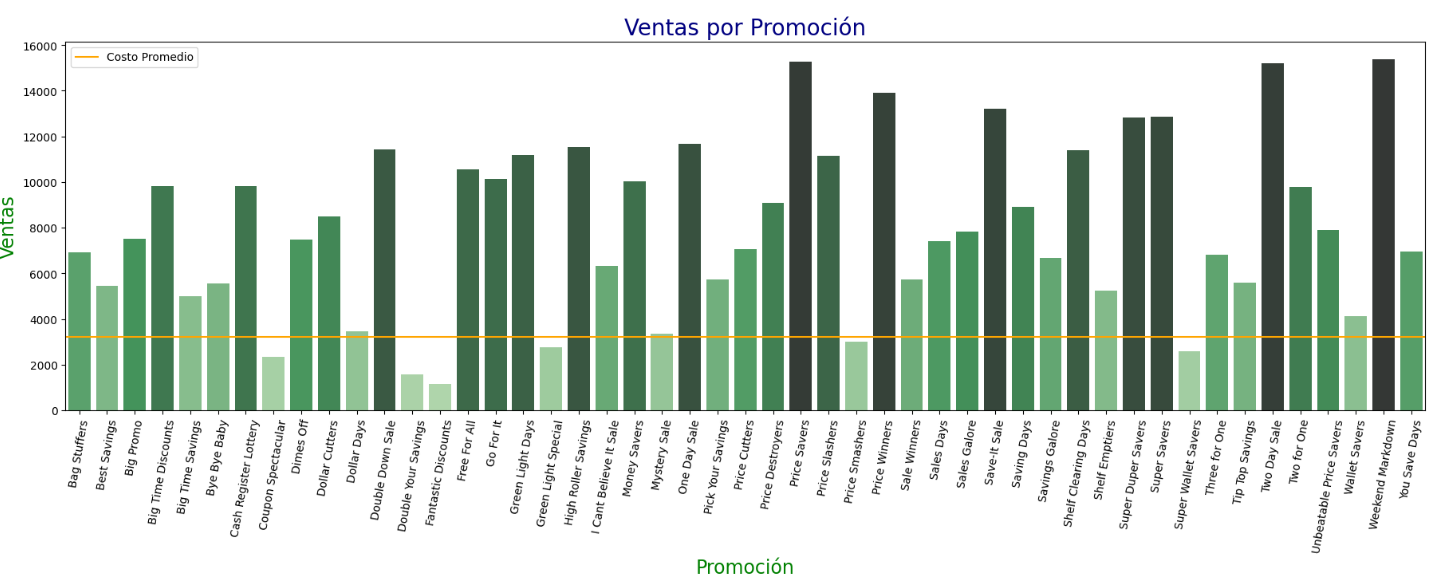 Ventas por Promoción
Costo Promedio
16000
14000
12000
10000
8000
6000
4000
2000
0
Ventas
Bag Stuffers
Best Savings
Big Promo
Big Time Discounts
Big Time Savings
Bye Bye Baby
Cash Register Lottery
Coupon Spectacular
Dimes Off
Dollar Cutters
Dollar Days
Double Down Sale
Double Your Savings
Fantastic Discounts
Free For All
Go For It
Green Light Days
Green Light Special
High Roller Savings
I Cant Believe It Sale
Money Savers
Mystery Sale
One Day Sale
Pick Your Savings
Price Cutters
Price Destroyers
Price Savers
Price Slashers
Price Smashers
Price Winners
Sale Winners
Sales Days
Sales Galore
Save-It Sale
Saving Days
Savings Galore
Shelf Clearing Days
Shelf Emptiers
Super Duper Savers
Super Savers
Super Wallet Savers
Three for One
Tip Top Savings
Two Day Sale
Two for One
Unbeatable Price Savers
Wallet Savers
Weekend Markdown
You Save Days
Promoción